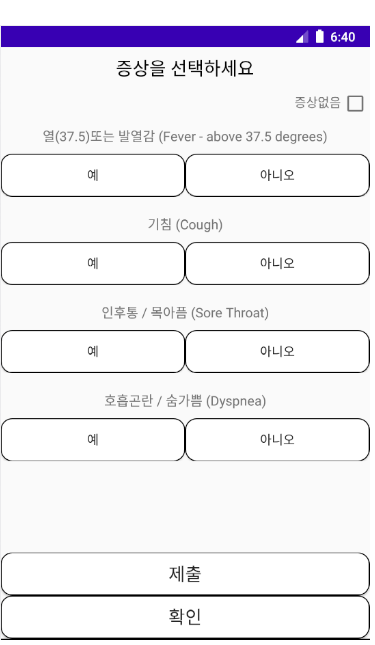 6:40
증상을 선택하세요
증상없음
열(37.5)또는 발열감 (Fever - above 37.5 degrees)
예 아니오
기침 (Cough)
예 아니오
인후통 / 목아픔 (Sore Throat)
예 아니오
호흡곤란 / 숨가쁨 (Dyspnea)
예 아니오
제출
확인